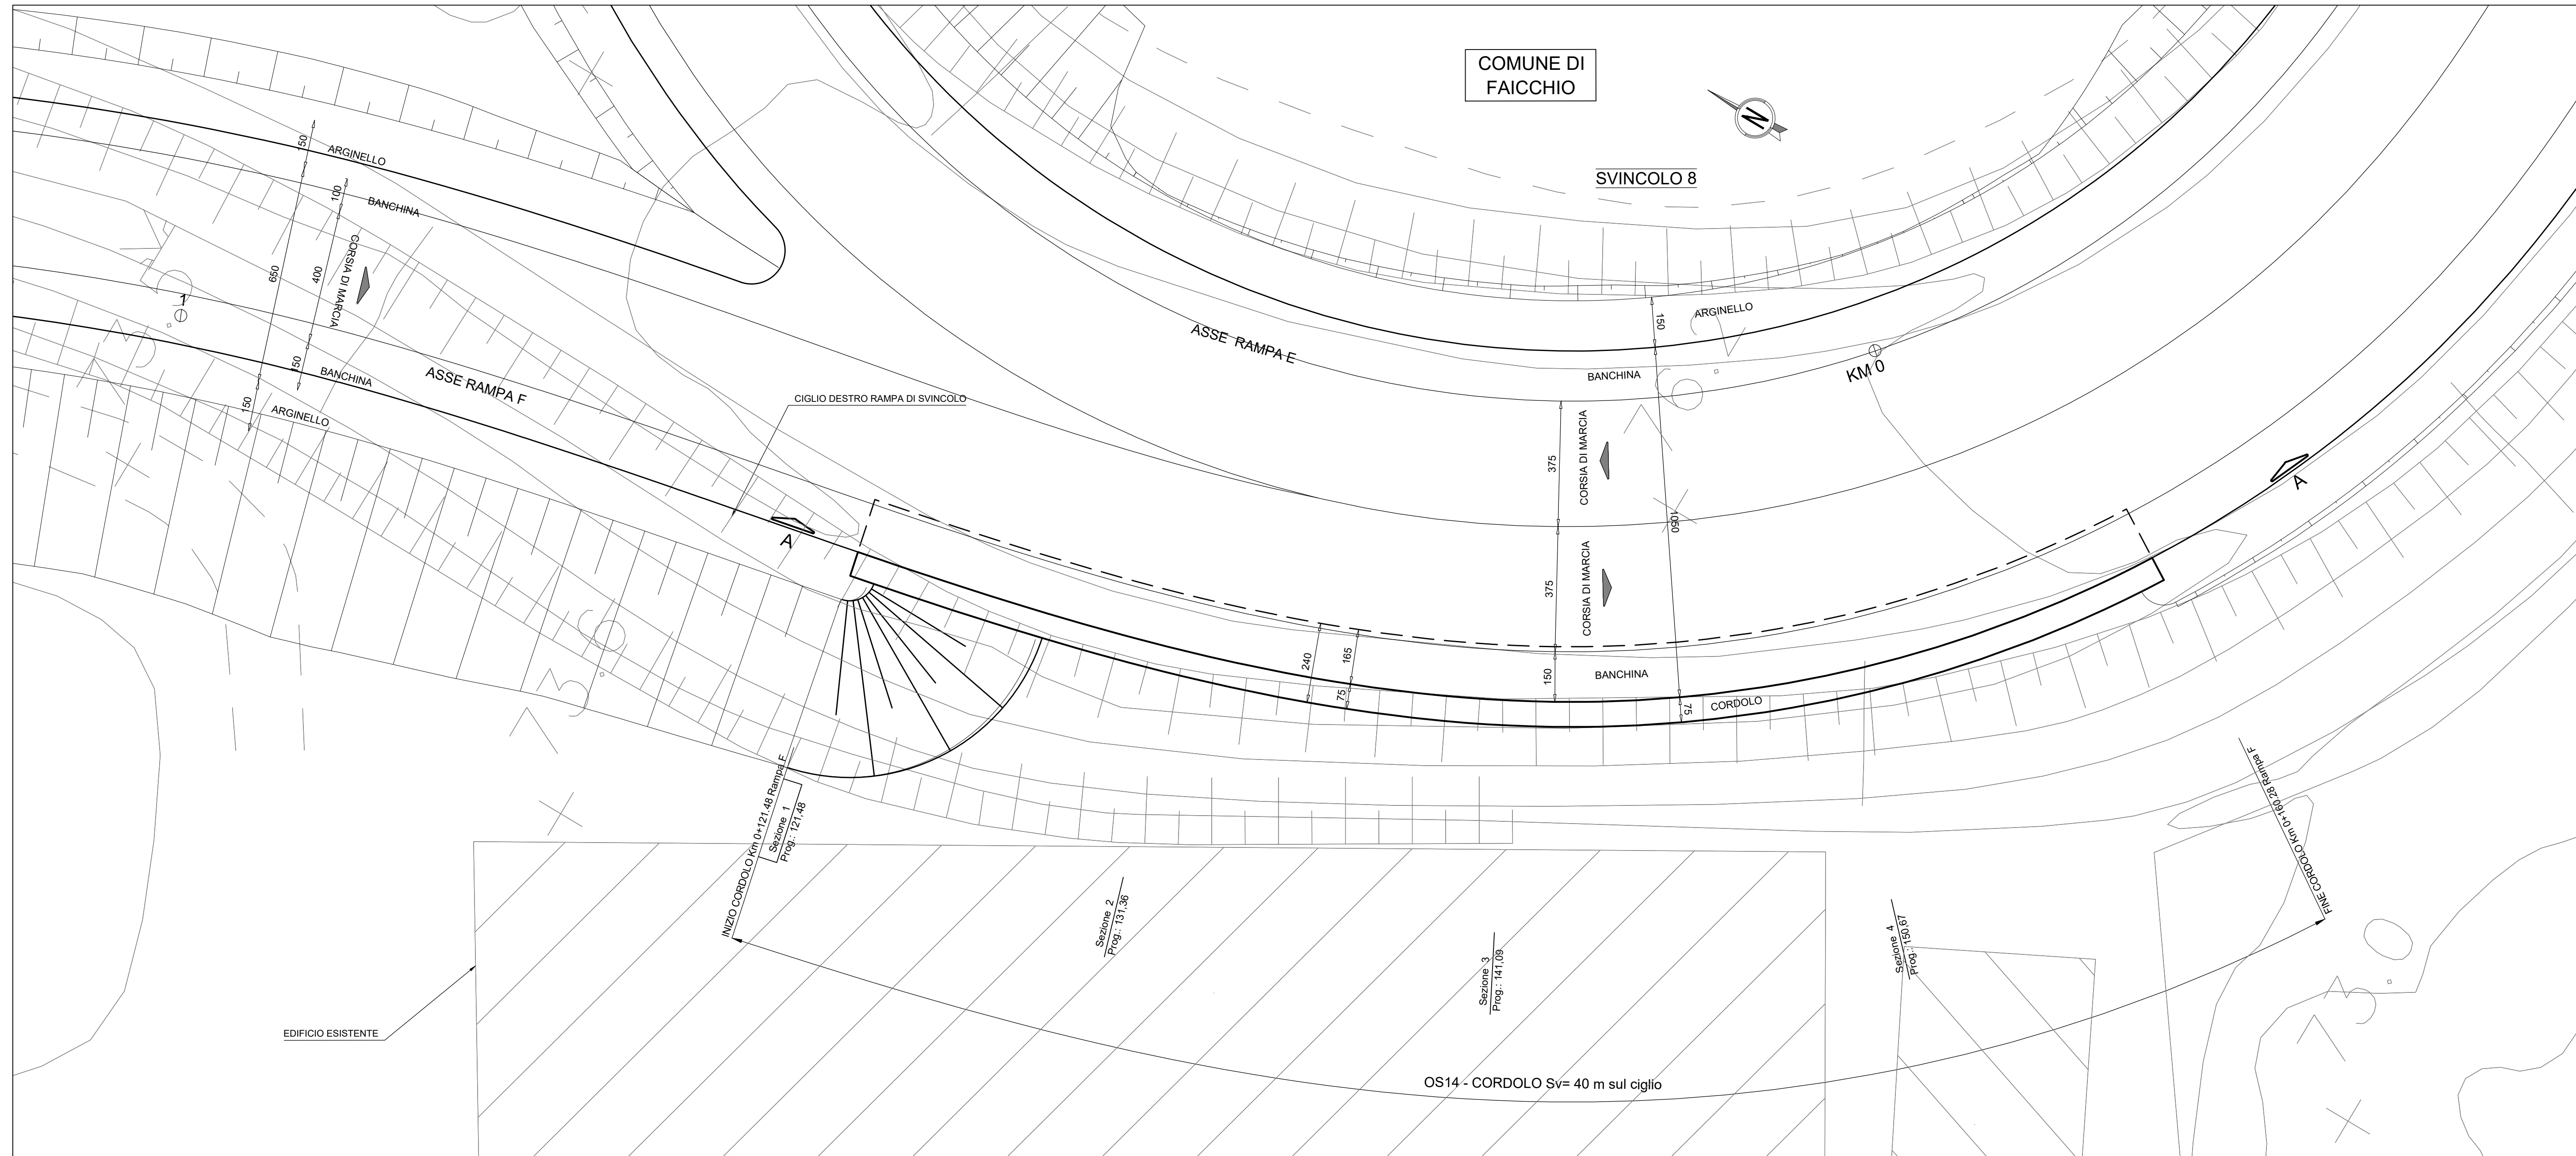 COMUNE DI
FAICCHIO
N
SVINCOLO 8
150
ARGINELLO
100
BANCHINA
CORSIA DI MARCIA
650
400
1
150
BANCHINA
150
ARGINELLO
ASSE RAMPA F
CIGLIO DESTRO RAMPA DI SVINCOLO
A
ASSE RAMPA E
150
ARGINELLO
BANCHINA
KM 0
375
CORSIA DI MARCIA
1050
375
CORSIA DI MARCIA
A
240
165
75
150
BANCHINA
75
CORDOLO
INIZIO CORDOLO Km 0+121.48 Rampa F
Sezione 1
Prog.: 121,48
Sezione 2
Prog.: 131,36
Sezione 3
Prog.: 141,09
Sezione 4
Prog.: 150,67
FINE CORDOLO Km 0+160.28 Rampa F
EDIFICIO ESISTENTE
OS14 - CORDOLO Sv= 40 m sul ciglio